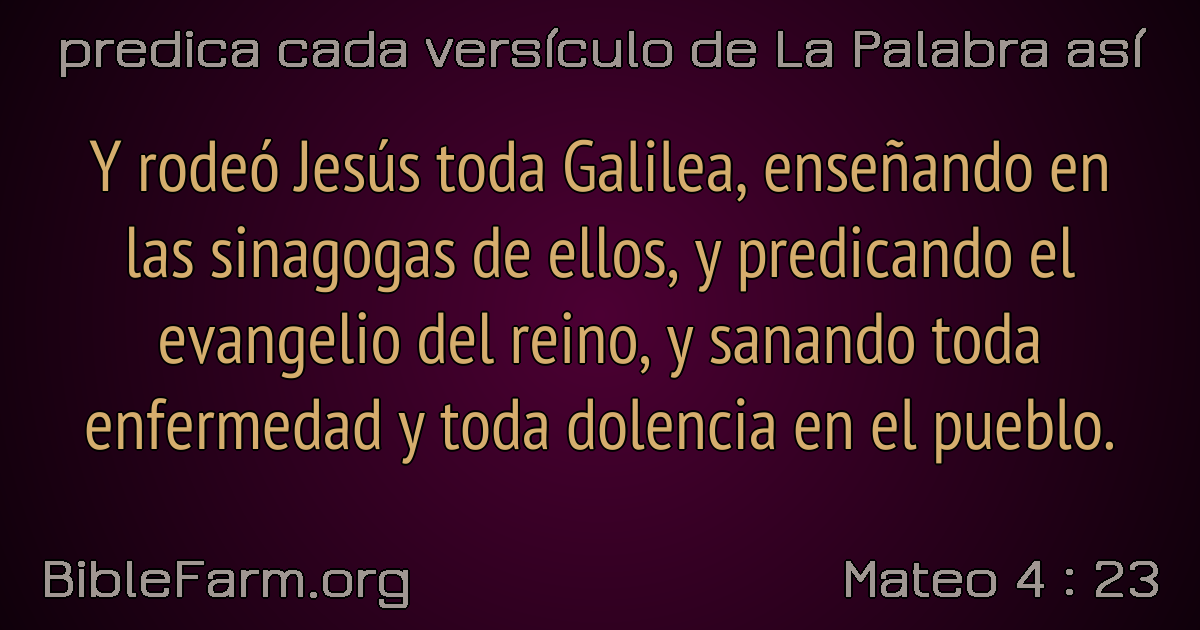 predica cada versículo de La Palabra así
Y rodeó Jesús toda Galilea, enseñando en
las sinagogas de ellos, y predicando el
evangelio del reino, y sanando toda
enfermedad y toda dolencia en el pueblo.
BibleFarm.org
Mateo 4 : 23